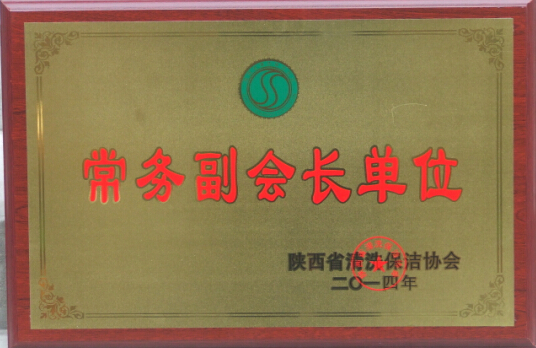 常务副会长单位
陕西省清洗保洁协会
二〇一四年